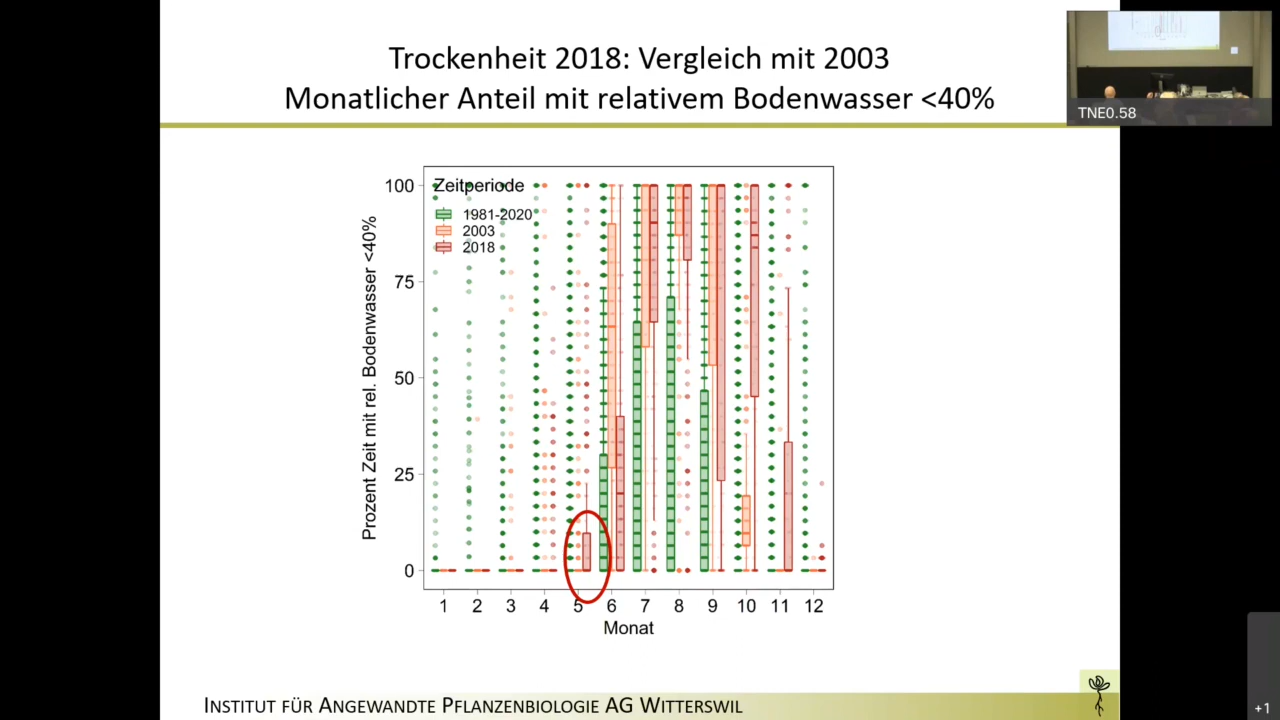 Trockenheit 2018: Vergleich mit 2003
Monatlicher Anteil mit relativem Bodenwasser <40%
TNE0.58
Zeitperiode
1981-2020
2003
2018
Prozent Zeit mit rel. Bodenwasser <40%
100
75
50
25
0
1 2 3 4 5 6 7 8 9 10 11 12
Monat
INSTITUT FÜR ANGEWANDTE PFLANZENBIOLOGIE AG WITTERSWIL
+1